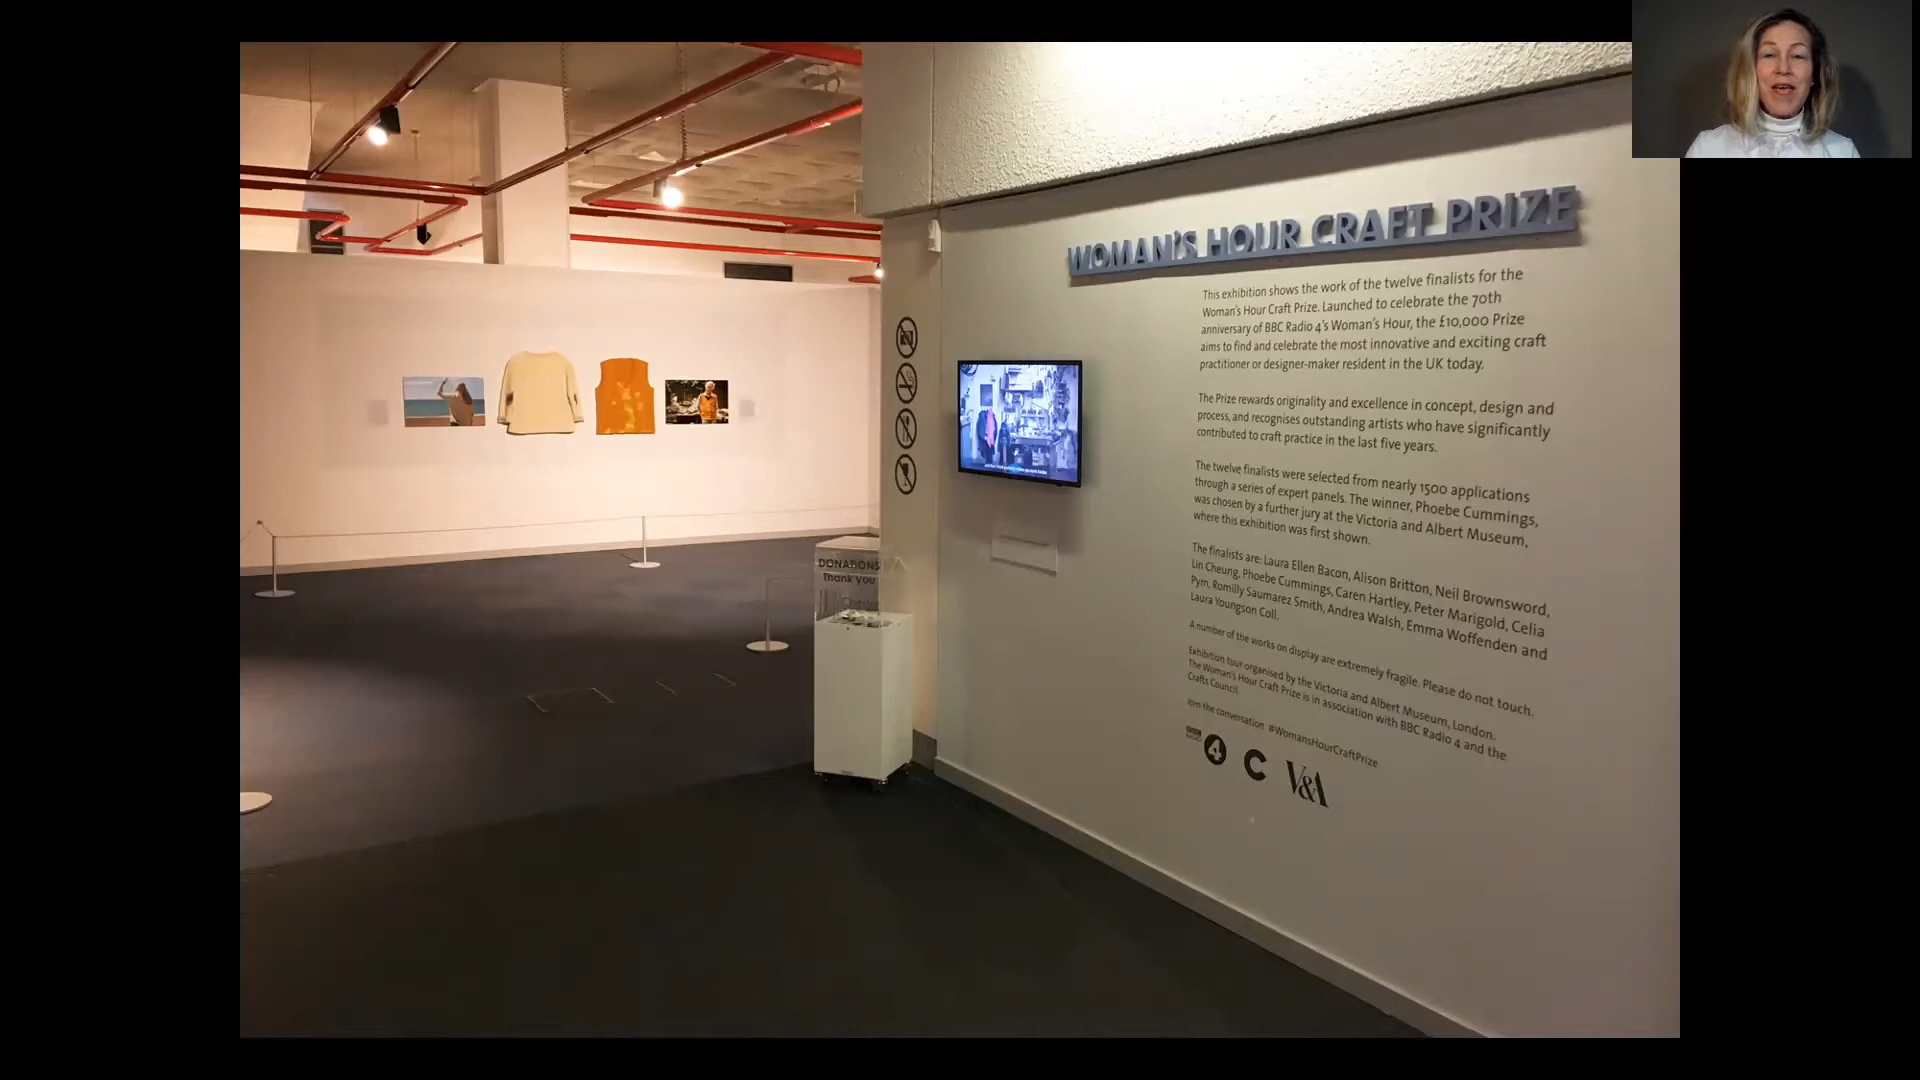 WOMAN'S HOUR CRAFT PRIZE
This exhibition shows the work of the twelve finalists for the
Woman's Hour Craft Prize. Launched to celebrate the 70th
anniversary of BBC Radio 4's Woman's Hour, the £10,000 Prize
aims to find and celebrate the most innovative and exciting craft
practitioner or designer-maker resident in the UK today.
The Prize rewards originality and excellence in concept, design and
process, and recognises outstanding artists who have significantly
contributed to craft practice in the last five years.
The twelve finalists were selected from nearly 1500 applications
through a series of expert panels. The winner, Phoebe Cummings,
was chosen by a further jury at the Victoria and Albert Museum,
where this exhibition was first shown.
The finalists are: Laura Ellen Bacon, Alison Britton, Neil Brownsword,
Lin Cheung, Phoebe Cummings, Caren Hartley, Peter Marigold, Celia
Pym, Romilly Saumarez Smith, Andrea Walsh, Emma Woffenden and
Laura Youngson Coll.
A number of the works on display are extremely fragile. Please do not touch.
Exhibition tour organised by the Victoria and Albert Museum, London.
The Woman's Hour Craft Prize is in association with BBC Radio 4 and the
Crafts Council.
Join the conversation #WomansHourCraftPrize
4 C V&A
DONATIONS
Thank you